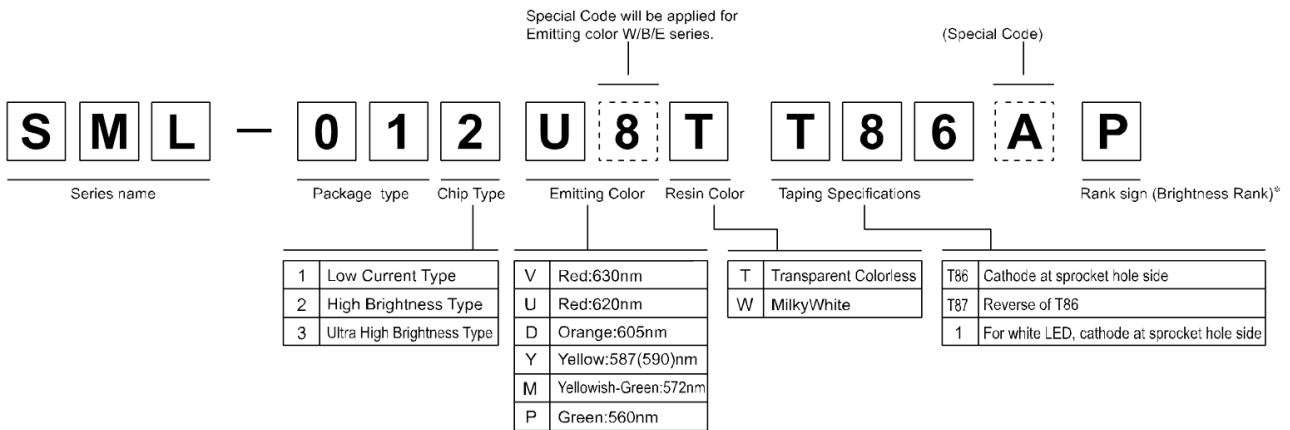 Special Code will be applied for
Emitting color W/B/E series.
(Special Code)
S M L — 0 1 2 U 8 T T 8 6 A P
Series name
Package type
Chip Type
Emitting Color
Resin Color
Taping Specifications
Rank sign (Brightness Rank)*
1 Low Current Type
2 High Brightness Type
3 Ultra High Brightness Type
V Red:630nm
U Red:620nm
D Orange:605nm
Y Yellow:587(590)nm
M Yellowish-Green:572nm
P Green:560nm
T Transparent Colorless
W MilkyWhite
T86 Cathode at sprocket hole side
T87 Reverse of T86
1 For white LED, cathode at sprocket hole side